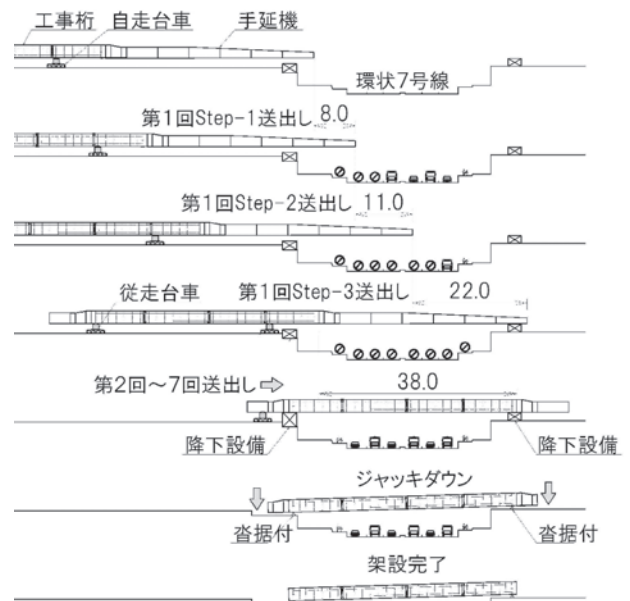 工事桁 自走台車 手延機
環状7号線
第1回Step-1送出し 8.0
第1回Step-2送出し 11.0
従走台車 第1回Step-3送出し 22.0
第2回～7回送出し 38.0
降下設備 降下設備
ジャッキダウン
沓据付 沓据付
架設完了